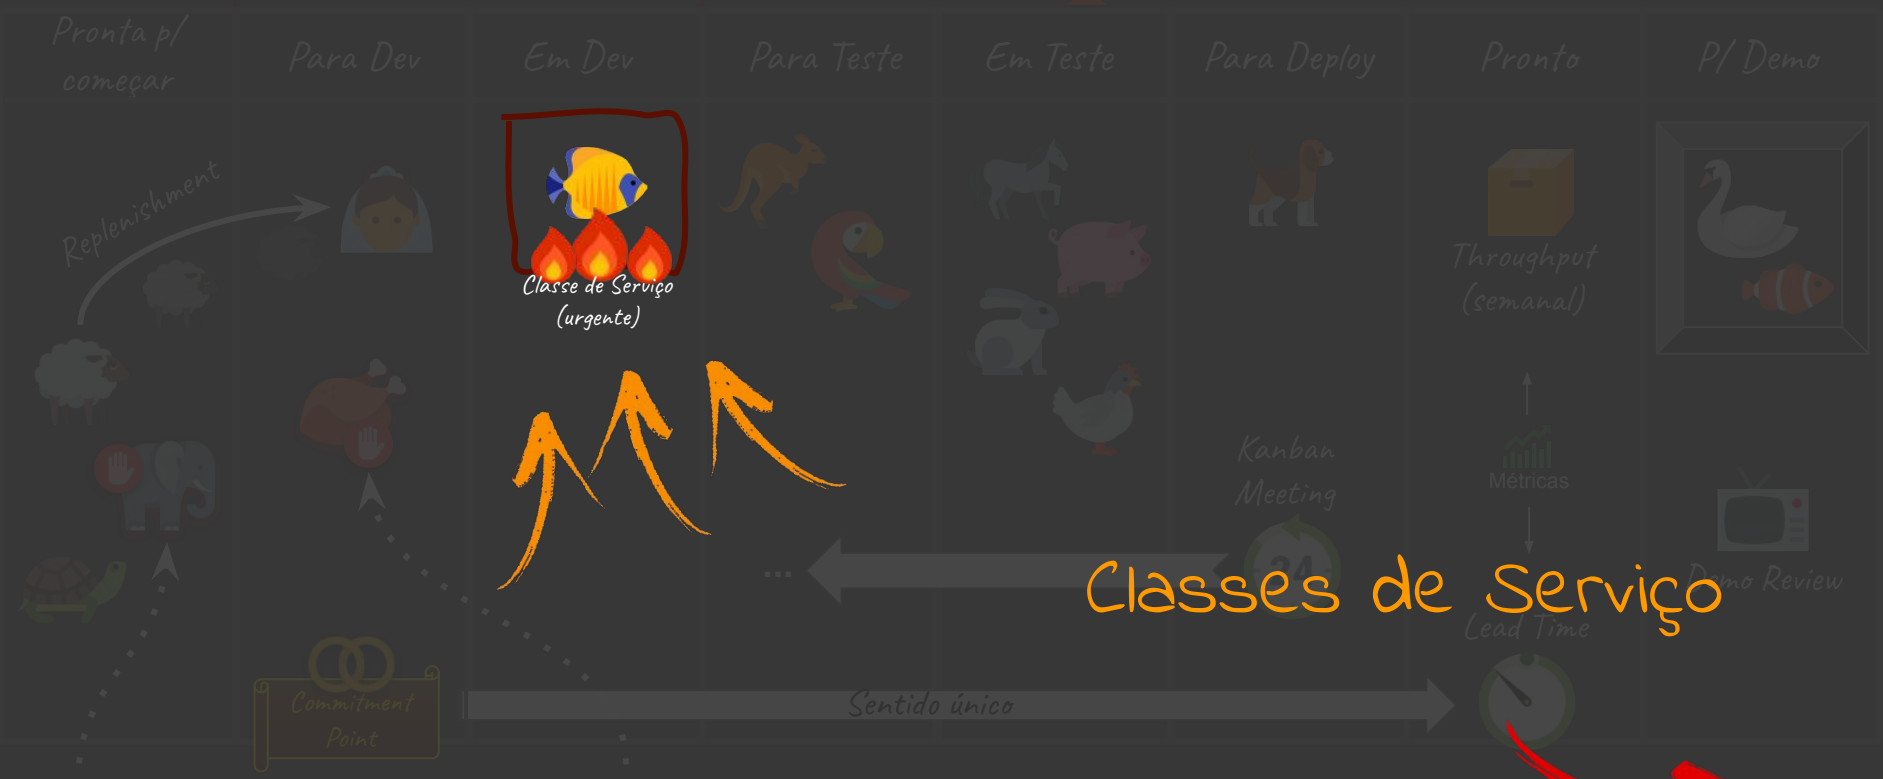 Pronta p/
começar
Para Dev
Em Dev
Para Teste
Em Teste
Para Deploy
Pronto
P/ Demo
Replenishment
Classe de Serviço
(urgente)
Throughput
(semanal)
Kanban
Meeting
Métricas
...
24
Classes de Serviço
Demo Review
Lead Time
Commitment
Point
Sentido único